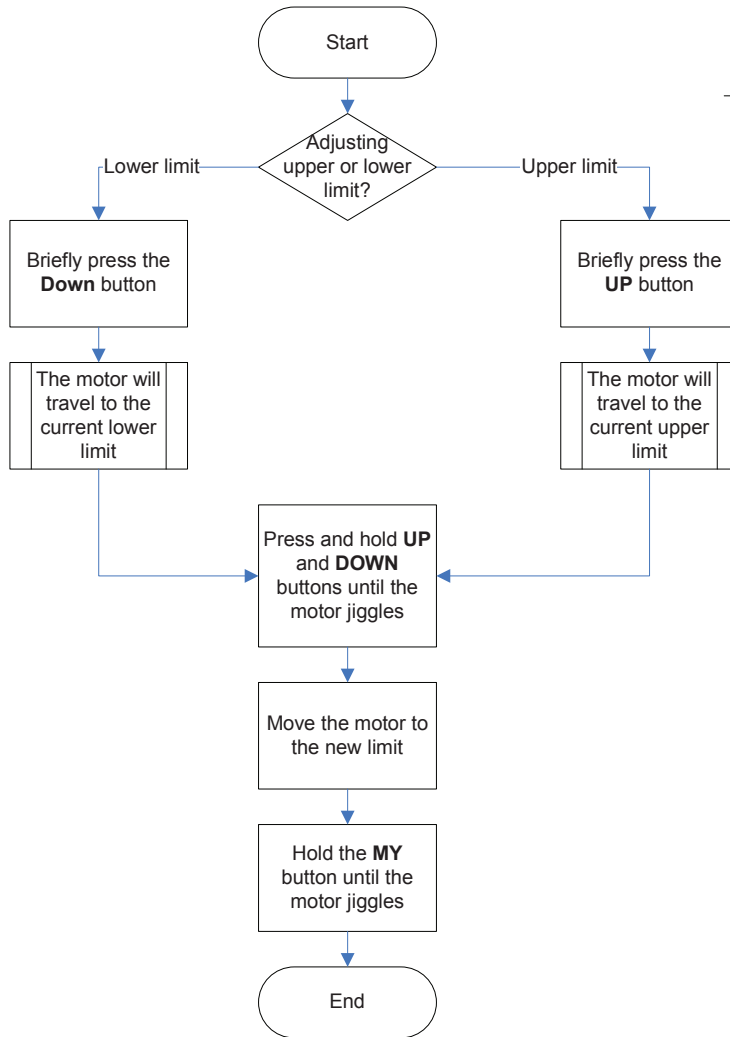 Start
Adjusting
upper or lower
limit?
Lower limit
Upper limit
Briefly press the
Down button
Briefly press the
UP button
The motor will
travel to the
current lower
limit
The motor will
travel to the
current upper
limit
Press and hold UP
and DOWN
buttons until the
motor jiggles
Move the motor to
the new limit
Hold the MY
button until the
motor jiggles
End